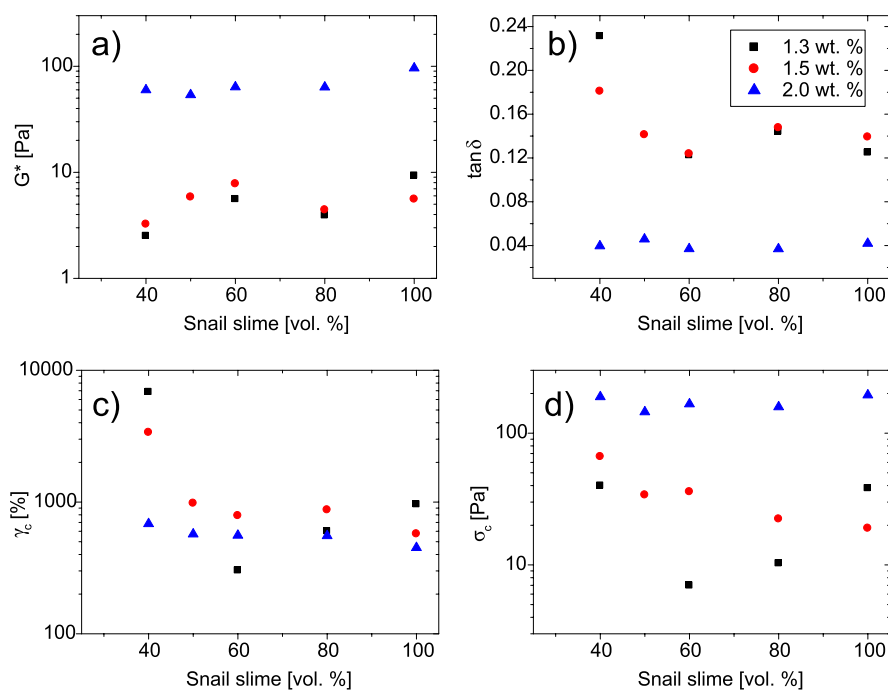 a)
100
10
1
G* [Pa]
40 60 80 100
Snail slime [vol. %]
b)
1.3 wt. %
1.5 wt. %
2.0 wt. %
0.24
0.20
0.16
0.12
0.08
0.04
tanδ
40 60 80 100
Snail slime [vol. %]
c)
10000
1000
100
γc [%]
40 60 80 100
Snail slime [vol. %]
d)
100
10
σc [Pa]
40 60 80 100
Snail slime [vol. %]